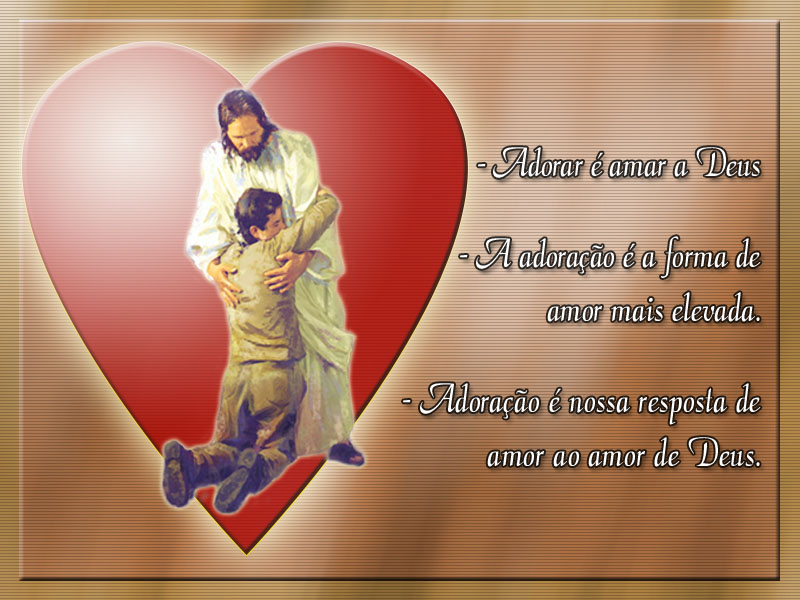 - Adorar é amar a Deus
- A adoração é a forma de
amor mais elevada.
- Adoração é nossa resposta de
amor ao amor de Deus.